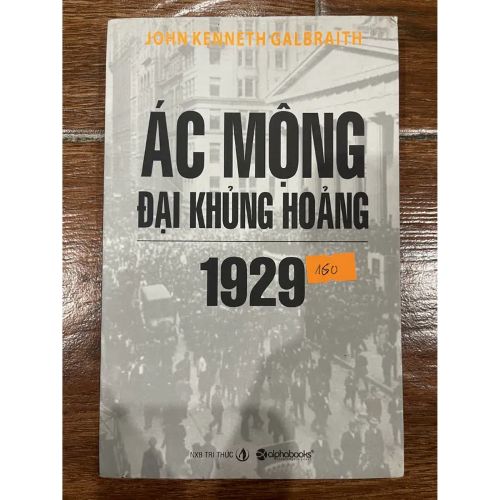 JOHN KENNETH GALBRAITH
ÁC MỘNG
ĐẠI KHỦNG HOẢNG
1929
160
NXB TRI THỨC
alphabooks